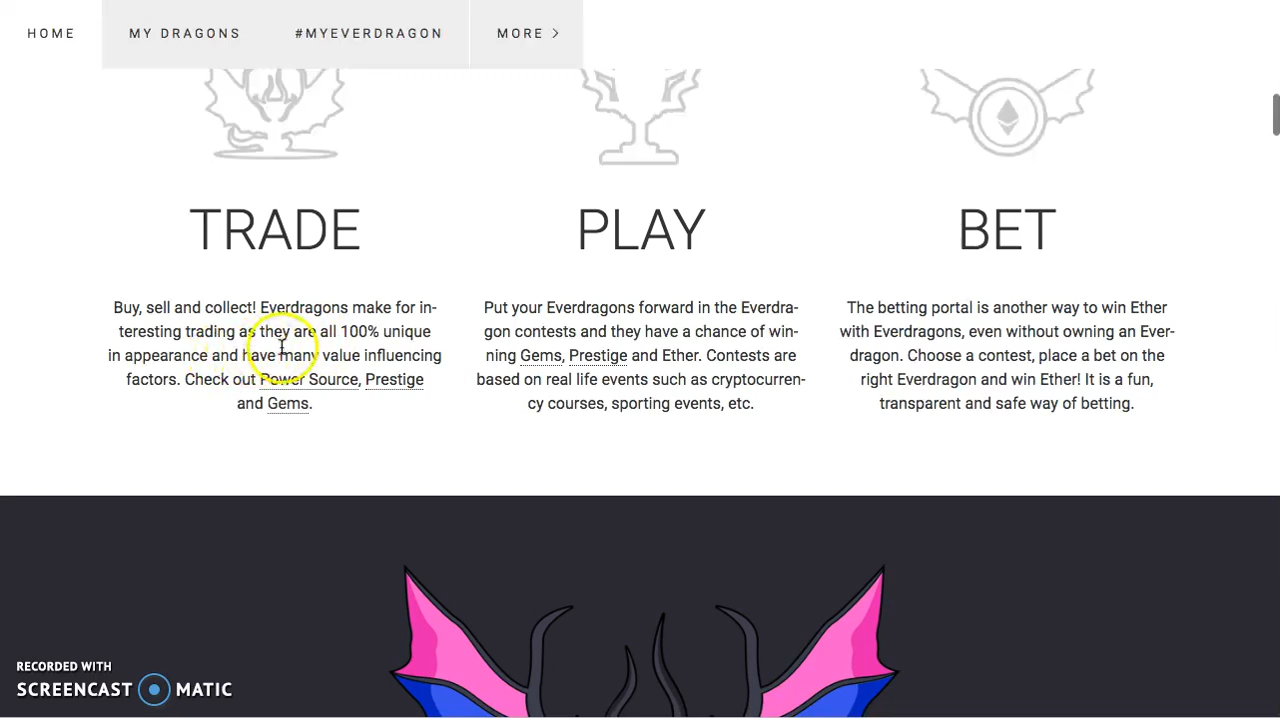 HOME
MY DRAGONS
#MYEVERDRAGON
MORE >
TRADE
Buy, sell and collect! Everdragons make for in-
teresting trading as they are all 100% unique
in appearance and have many value influencing
factors. Check out Power Source, Prestige
and Gems.
PLAY
Put your Everdragons forward in the Everdra-
gon contests and they have a chance of win-
ning Gems, Prestige and Ether. Contests are
based on real life events such as cryptocurren-
cy courses, sporting events, etc.
BET
The betting portal is another way to win Ether
with Everdragons, even without owning an Ever-
dragon. Choose a contest, place a bet on the
right Everdragon and win Ether! It is a fun,
transparent and safe way of betting.
RECORDED WITH
SCREENCAST MATIC